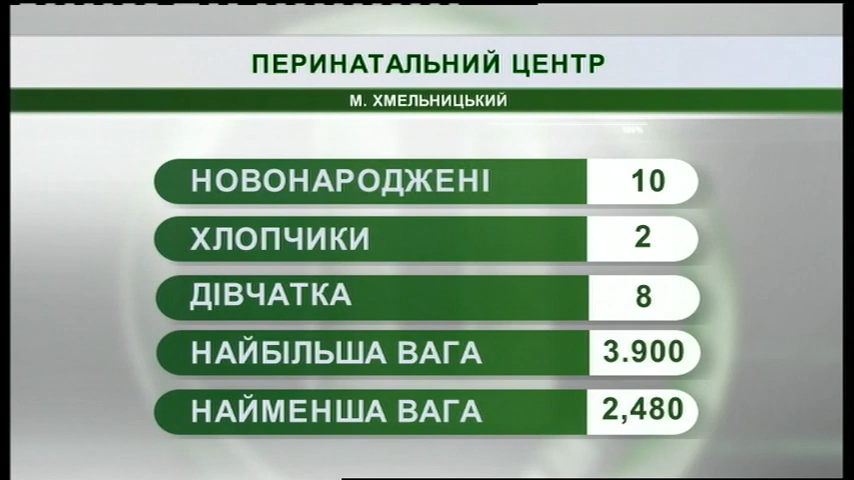 ПЕРИНАТАЛЬНИЙ ЦЕНТР
М. ХМЕЛЬНИЦЬКИЙ
НОВОНАРОДЖЕНІ 10
ХЛОПЧИКИ 2
ДІВЧАТКА 8
НАЙБІЛЬША ВАГА 3.900
НАЙМЕНША ВАГА 2,480